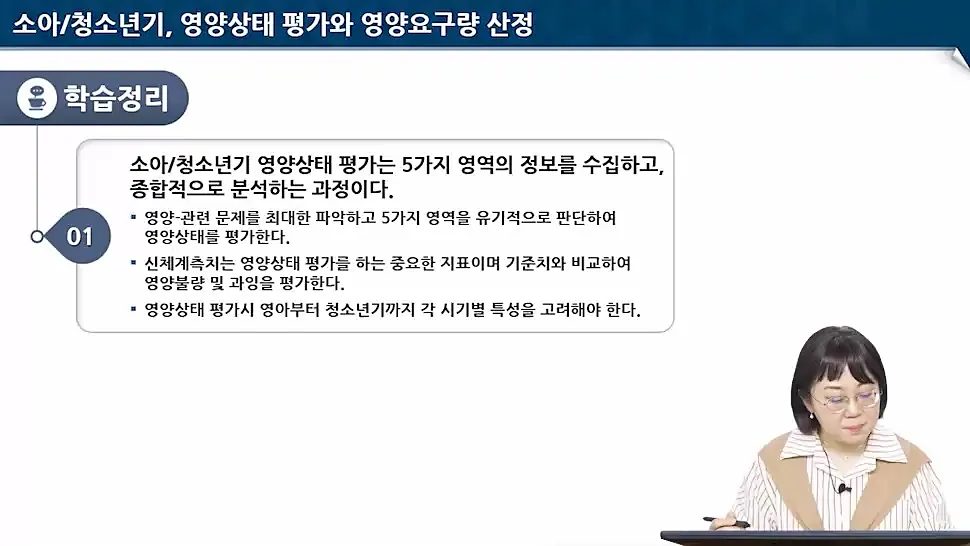 소아/청소년기, 영양상태 평가와 영양요구량 산정
학습정리
소아/청소년기 영양상태 평가는 5가지 영역의 정보를 수집하고,
종합적으로 분석하는 과정이다.
01
▪ 영양-관련 문제를 최대한 파악하고 5가지 영역을 유기적으로 판단하여
영양상태를 평가한다.
▪ 신체계측치는 영양상태 평가를 하는 중요한 지표이며 기준치와 비교하여
영양불량 및 과잉을 평가한다.
▪ 영양상태 평가시 영아부터 청소년기까지 각 시기별 특성을 고려해야 한다.